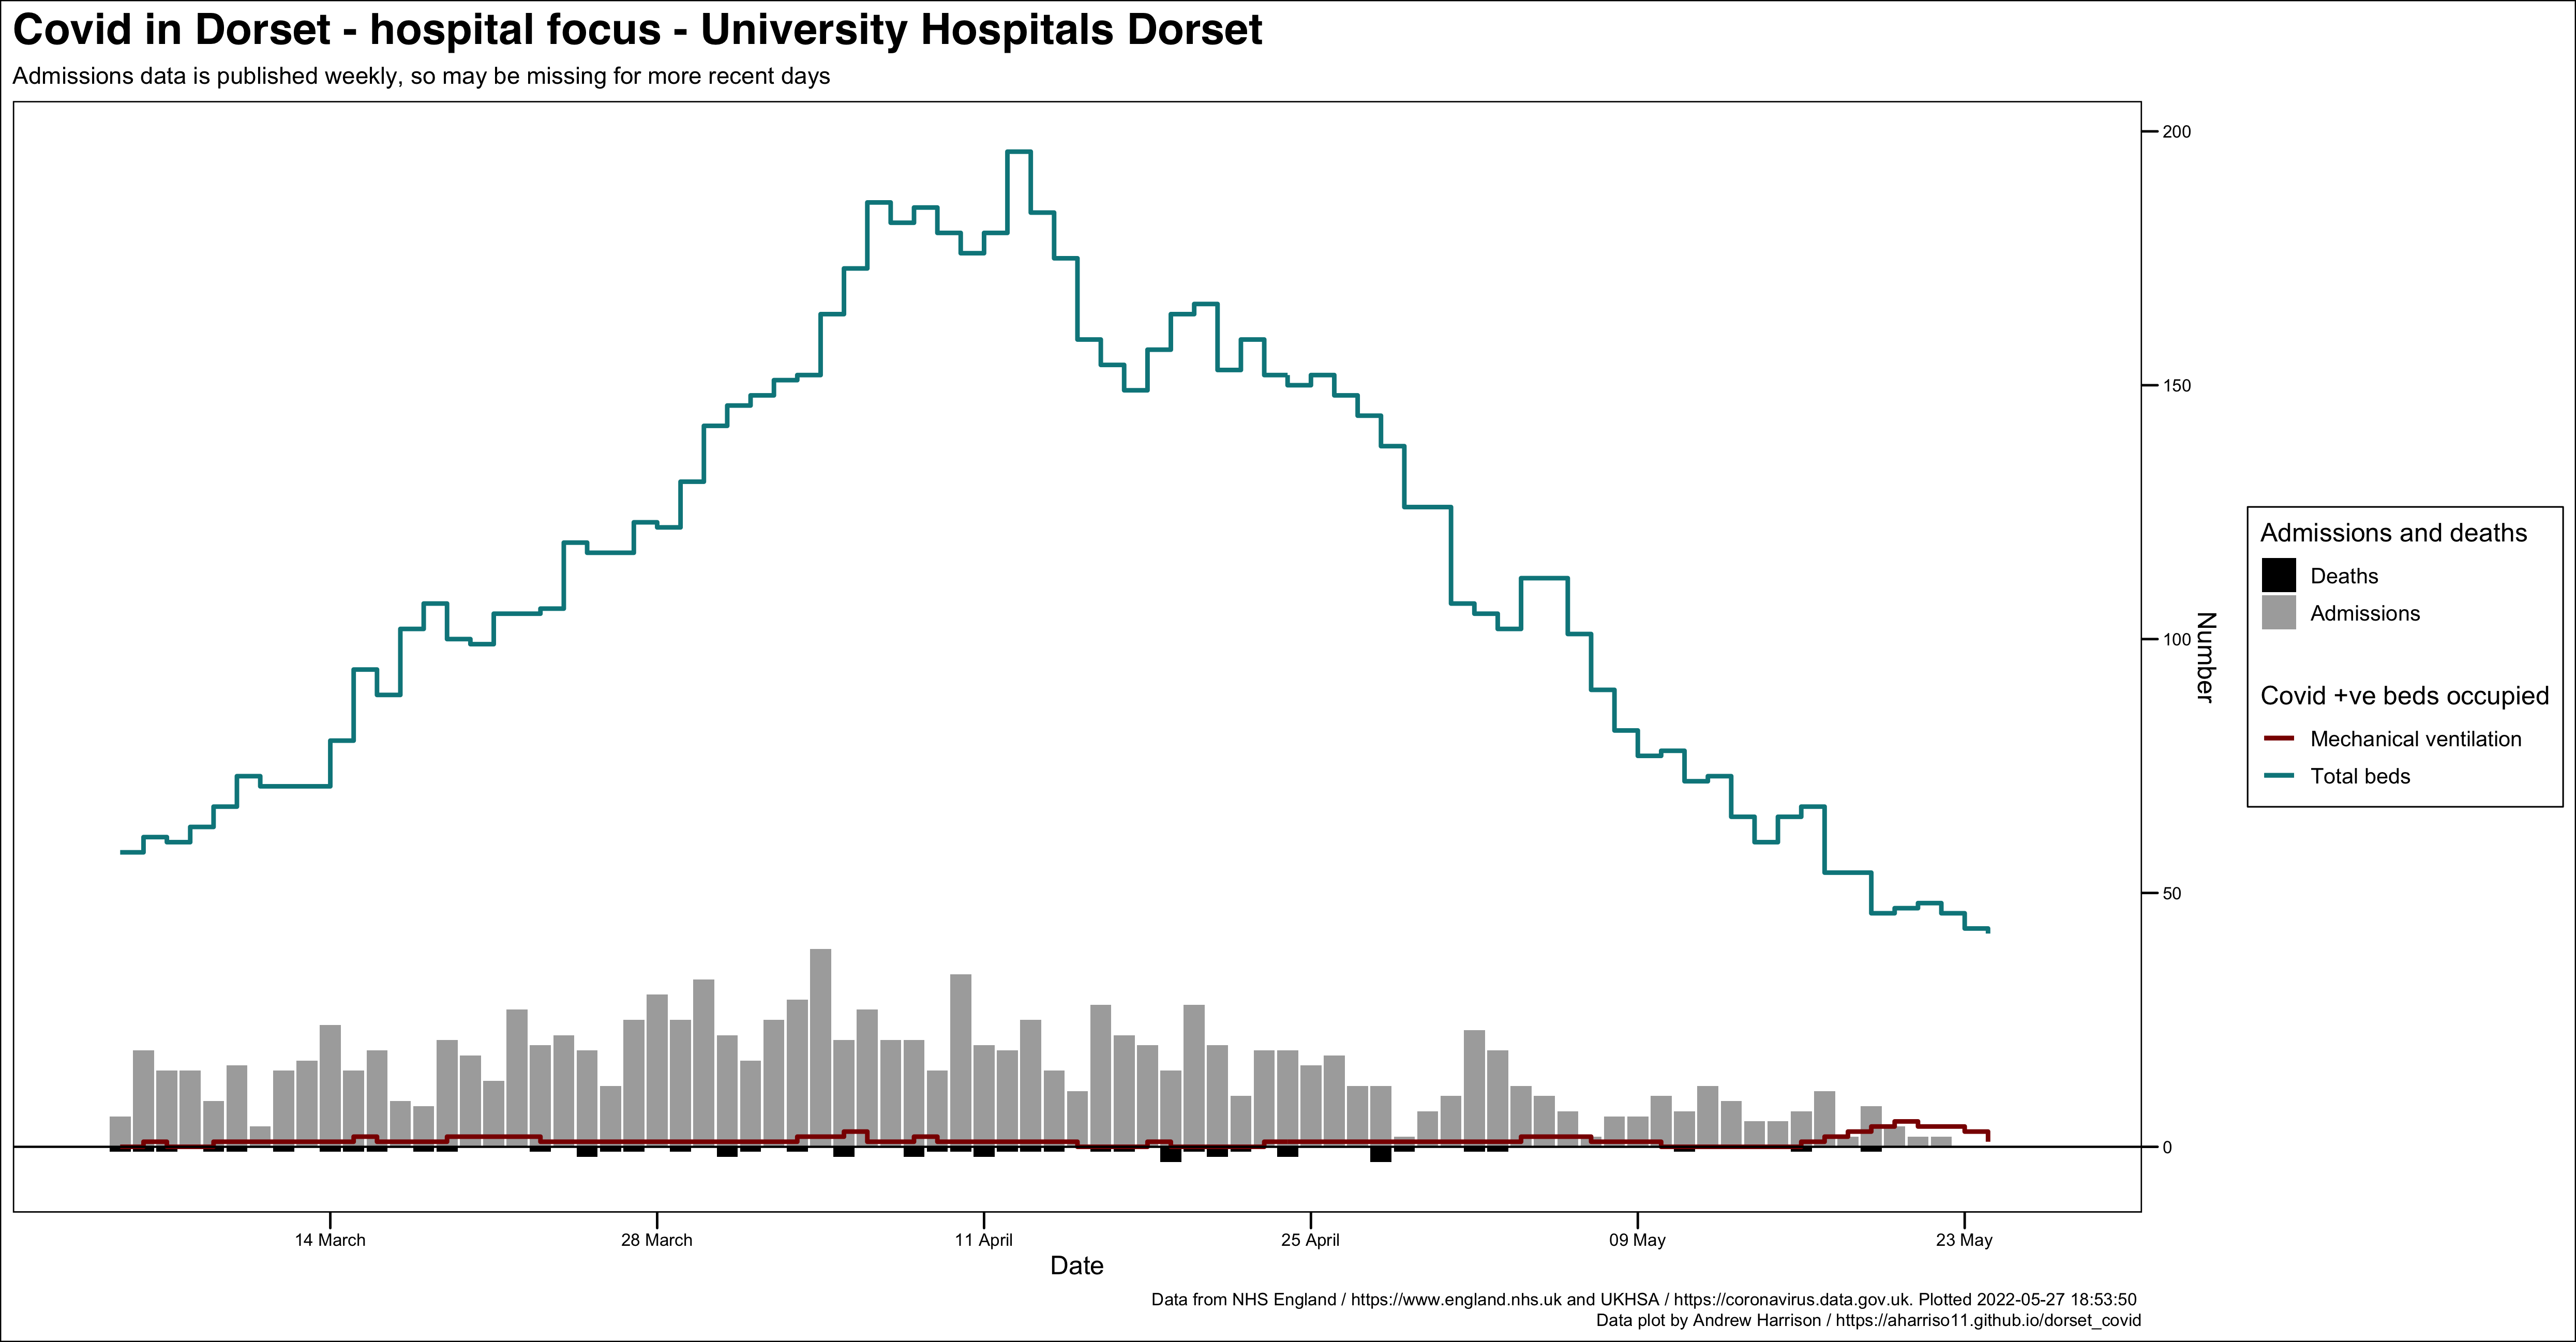 Covid in Dorset - hospital focus - University Hospitals Dorset
Admissions data is published weekly, so may be missing for more recent days
200
150
100
50
0
Number
Admissions and deaths
Deaths
Admissions
Covid +ve beds occupied
Mechanical ventilation
Total beds
14 March
28 March
11 April
25 April
09 May
23 May
Date
Data from NHS England / https://www.england.nhs.uk and UKHSA / https://coronavirus.data.gov.uk. Plotted 2022-05-27 18:53:50
Data plot by Andrew Harrison / https://aharriso11.github.io/dorset_covid